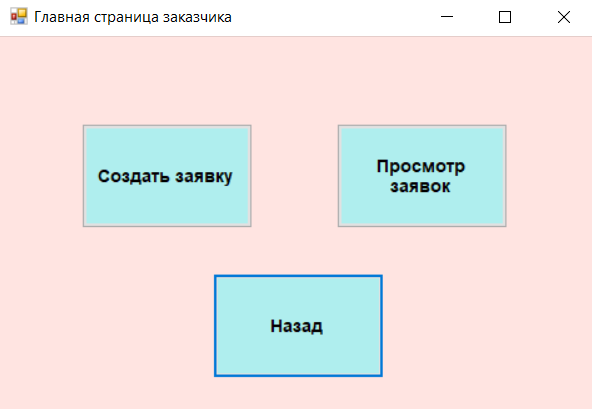 Главная страница заказчика
Создать заявку
Просмотр
заявок
Назад